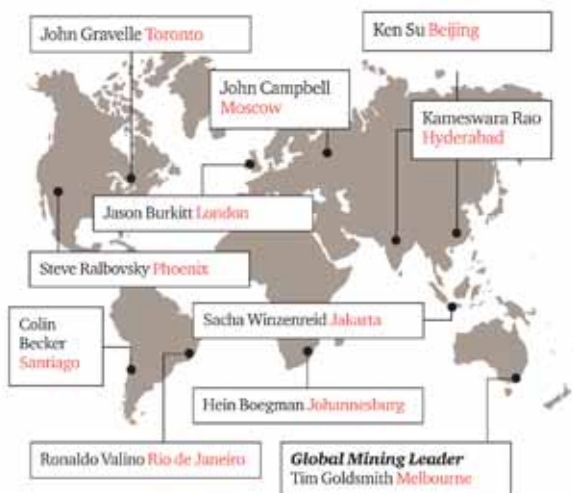 John Gravelle Toronto
Ken Su Beijing
John Campbell
Moscow
Kameswara Rao
Hyderabad
Jason Burkitt London
Steve Ralbovsky Phoenix
Colin
Becker
Santiago
Sacha Winzenreid Jakarta
Hein Boegman Johannesburg
Ronaldo Valino Rio de Janeiro
Global Mining Leader
Tim Goldsmith Melbourne